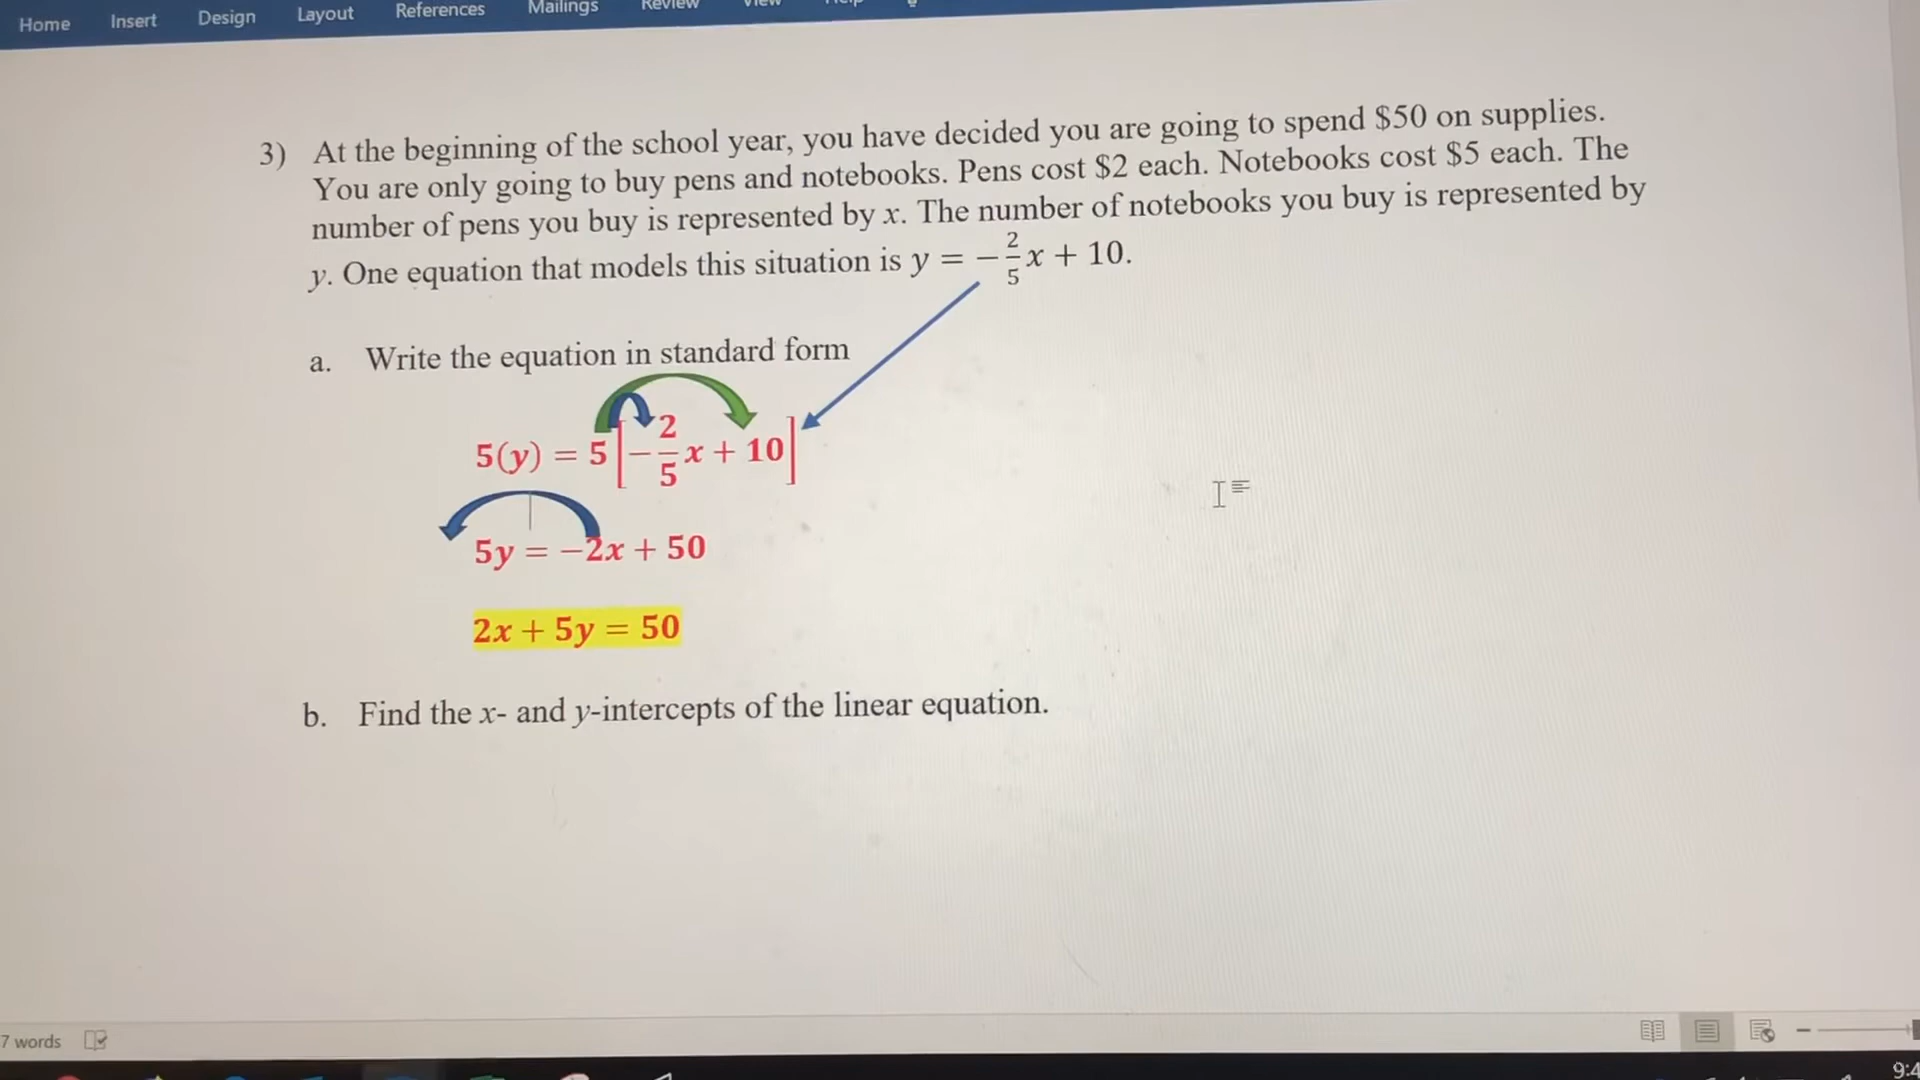 Home Insert Design Layout References Mailings Review View Help
3) At the beginning of the school year, you have decided you are going to spend $50 on supplies.
You are only going to buy pens and notebooks. Pens cost $2 each. Notebooks cost $5 each. The
number of pens you buy is represented by x. The number of notebooks you buy is represented by
y. One equation that models this situation is y = −2/5x + 10.
a. Write the equation in standard form
5(y) = 5[−2/5x + 10]
5y = −2x + 50
2x + 5y = 50
b. Find the x- and y-intercepts of the linear equation.
7 words
9:4